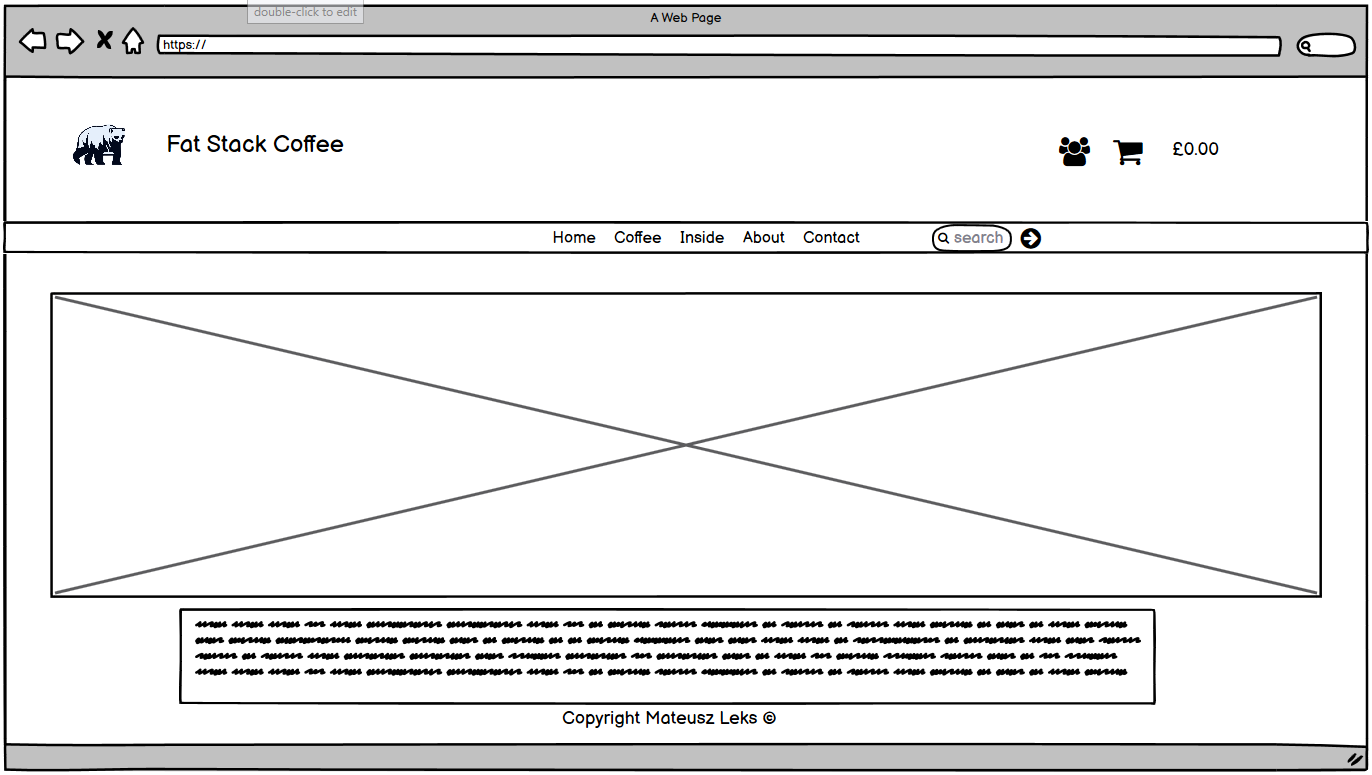 double-click to edit
A Web Page
https://
Fat Stack Coffee
£0.00
Home Coffee Inside About Contact search
Copyright Mateusz Leks ©